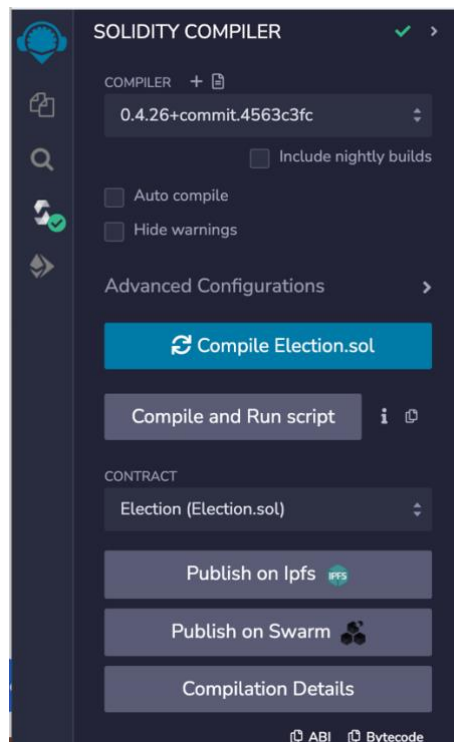 SOLIDITY COMPILER
COMPILER
0.4.26+commit.4563c3fc
Include nightly builds
Auto compile
Hide warnings
Advanced Configurations
Compile Election.sol
Compile and Run script
CONTRACT
Election (Election.sol)
Publish on Ipfs IPFS
Publish on Swarm
Compilation Details
ABI Bytecode